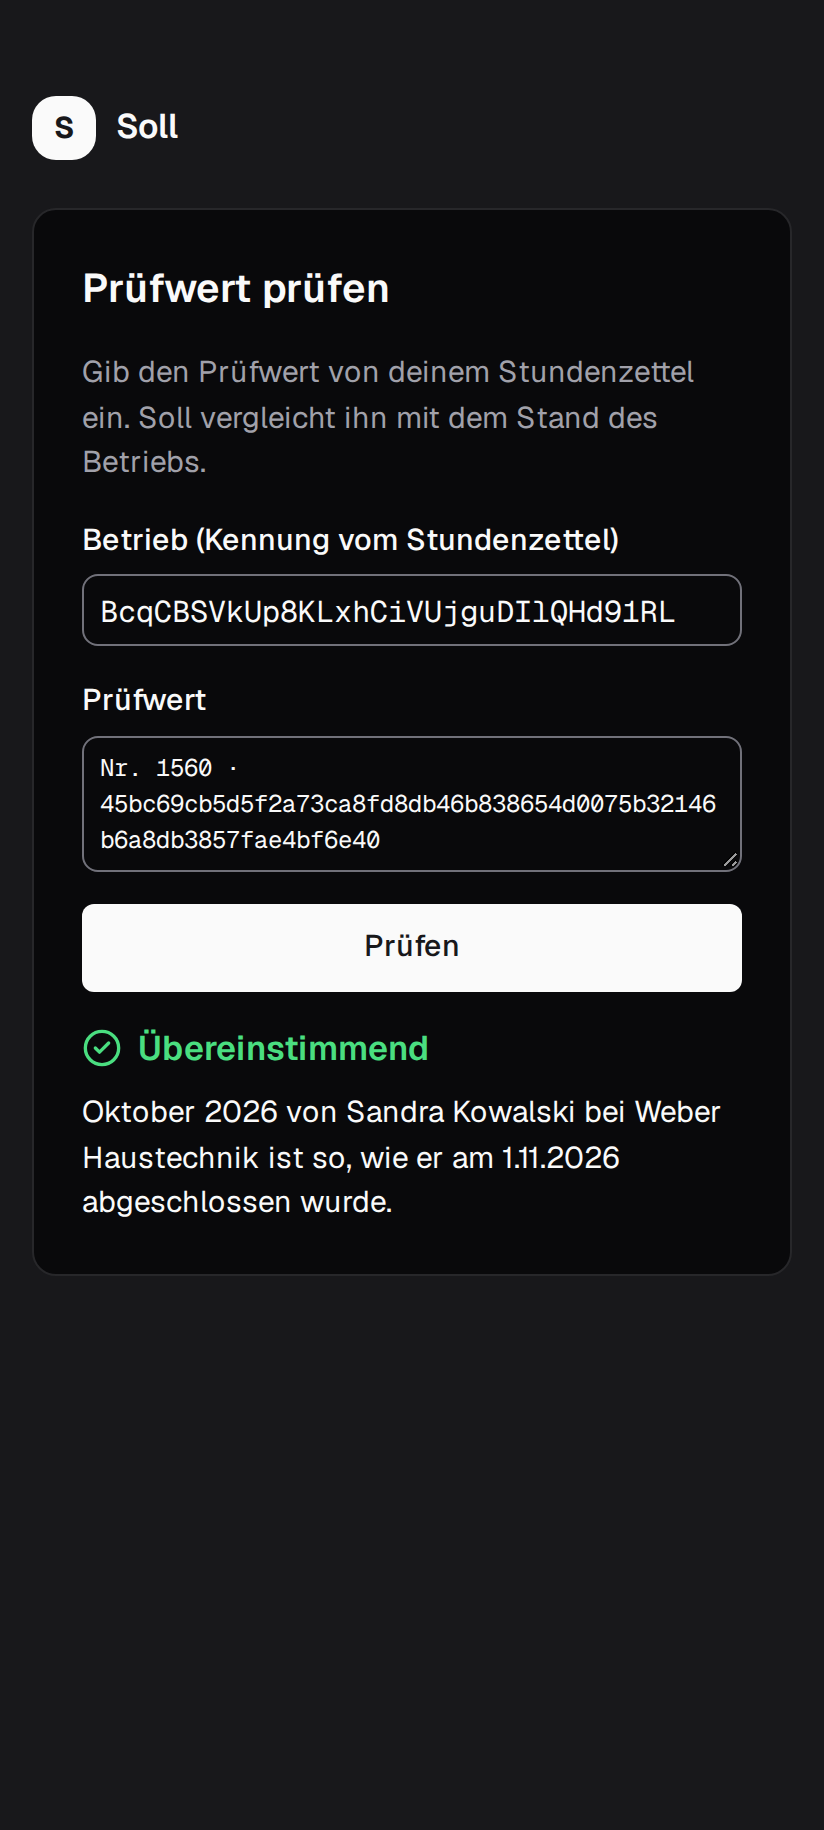 S
Soll
Prüfwert prüfen
Gib den Prüfwert von deinem Stundenzettel
ein. Soll vergleicht ihn mit dem Stand des
Betriebs.
Betrieb (Kennung vom Stundenzettel)
BcqCBSVkUp8KLxhCiVUjguDIlQHd91RL
Prüfwert
Nr. 1560 ·
45bc69cb5d5f2a73ca8fd8db46b838654d0075b32146
b6a8db3857fae4bf6e40
Prüfen
Übereinstimmend
Oktober 2026 von Sandra Kowalski bei Weber
Haustechnik ist so, wie er am 1.11.2026
abgeschlossen wurde.